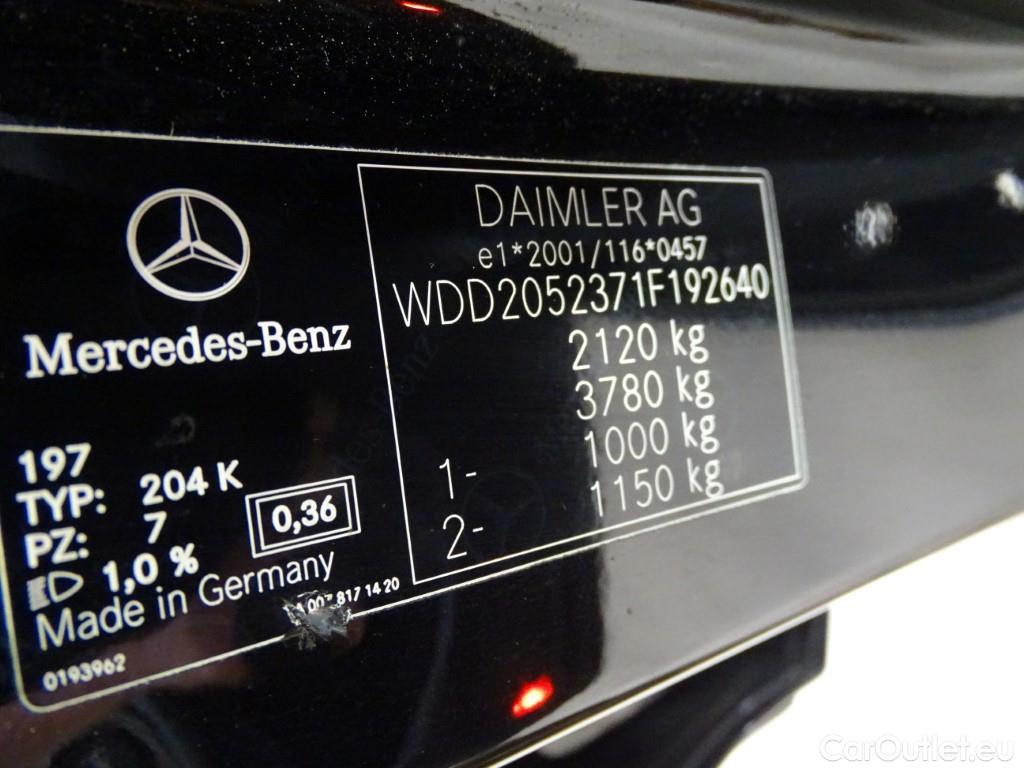 Mercedes-Benz
197
TYP: 204 K
PZ: 7
1,0 %
0,36
Made in Germany
817 14 20
0193962
DAIMLER AG
e1*2001/116*0457
WDD2052371F192640
2120 kg
3780 kg
1- 1000 kg
2- 1150 kg
CarOutlet.eu